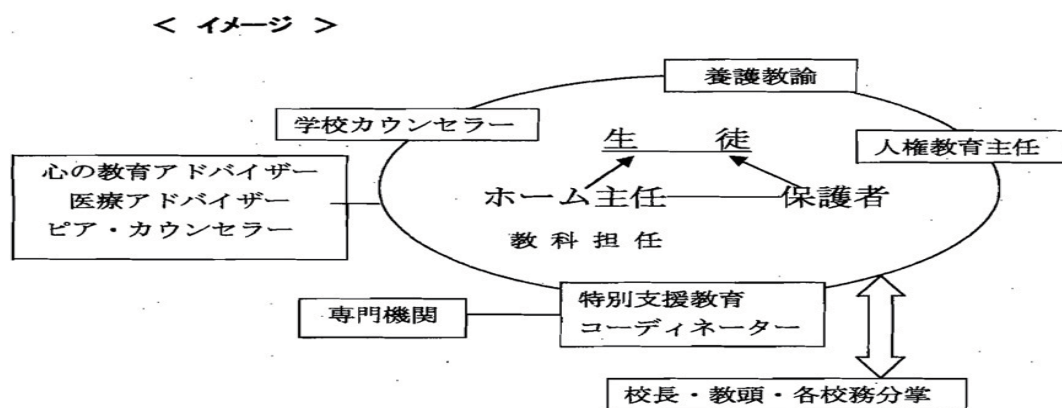 < イメージ >
養護教諭
学校カウンセラー
生 徒
人権教育主任
心の教育アドバイザー
医療アドバイザー
ピア・カウンセラー
ホーム主任
保護者
教科担任
特別支援教育
コーディネーター
専門機関
校長・教頭・各校務分掌